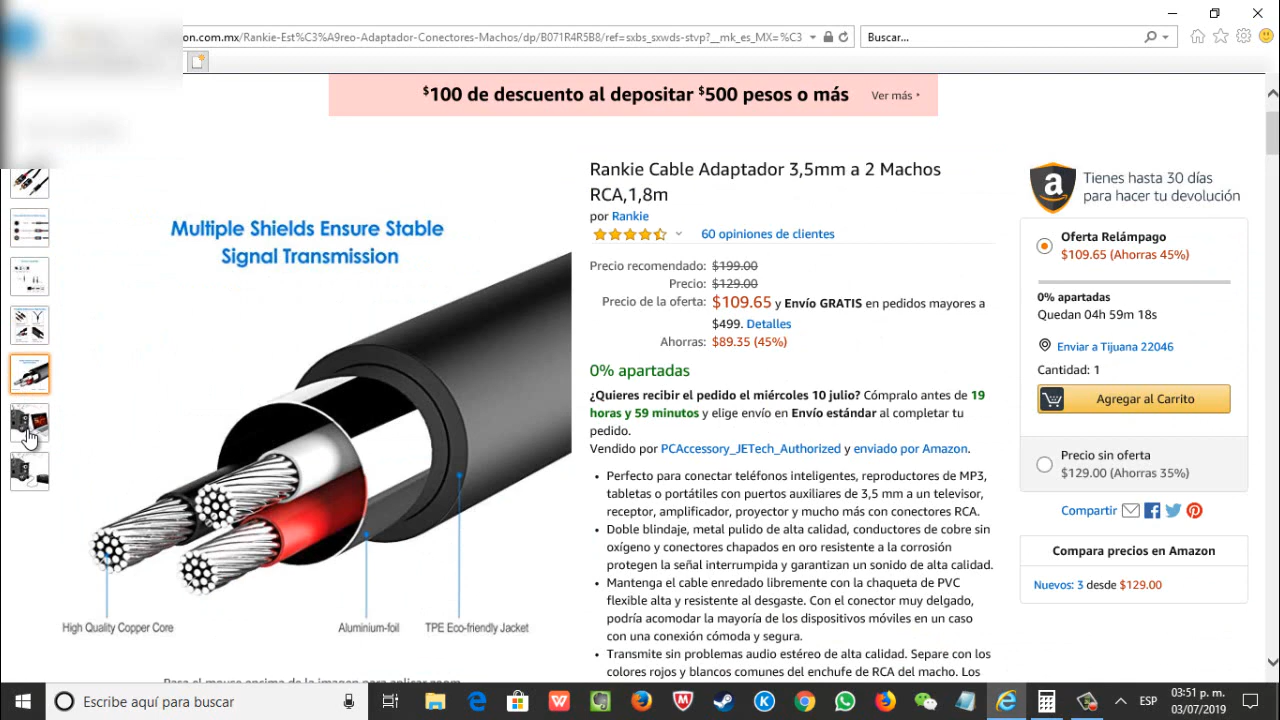 on.com.mx/Rankie-Est%C3%A9reo-Adaptador-Conectores-Machos/dp/B071R4R5B8/ref=sxbs_sxwds-stvp?__mk_es_MX=%C3
Buscar...
$100 de descuento al depositar $500 pesos o más
Ver más
Multiple Shields Ensure Stable
Signal Transmission
High Quality Copper Core
Aluminium-foil
TPE Eco-friendly Jacket
Pasa el mouse encima de la imagen para aplicar zoom
Rankie Cable Adaptador 3,5mm a 2 Machos
RCA,1,8m
por Rankie
60 opiniones de clientes
Precio recomendado: $199.00
Precio: $129.00
Precio de la oferta: $109.65 y Envío GRATIS en pedidos mayores a
$499. Detalles
Ahorras: $89.35 (45%)
0% apartadas
¿Quieres recibir el pedido el miércoles 10 julio? Cómpralo antes de 19
horas y 59 minutos y elige envío en Envío estándar al completar tu
pedido.
Vendido por PCAccessory_JETech_Authorized y enviado por Amazon.
• Perfecto para conectar teléfonos inteligentes, reproductores de MP3,
tabletas o portátiles con puertos auxiliares de 3,5 mm a un televisor,
receptor, amplificador, proyector y mucho más con conectores RCA.
• Doble blindaje, metal pulido de alta calidad, conductores de cobre sin
oxígeno y conectores chapados en oro resistente a la corrosión
protegen la señal interrumpida y garantizan un sonido de alta calidad.
• Mantenga el cable enredado libremente con la chaqueta de PVC
flexible alta y resistente al desgaste. Con el conector muy delgado,
podría acomodar la mayoría de los dispositivos móviles en un caso
con una conexión cómoda y segura.
• Transmite sin problemas audio estéreo de alta calidad. Separe con los
colores rojos y blancos comunes del enchufe de RCA del macho. Los
a
Tienes hasta 30 días
para hacer tu devolución
Oferta Relámpago
$109.65 (Ahorras 45%)
0% apartadas
Quedan 04h 59m 18s
Enviar a Tijuana 22046
Cantidad: 1
Agregar al Carrito
Precio sin oferta
$129.00 (Ahorras 35%)
Compartir
Compara precios en Amazon
Nuevos: 3 desde $129.00
Escribe aquí para buscar
ESP
03:51 p. m.
03/07/2019